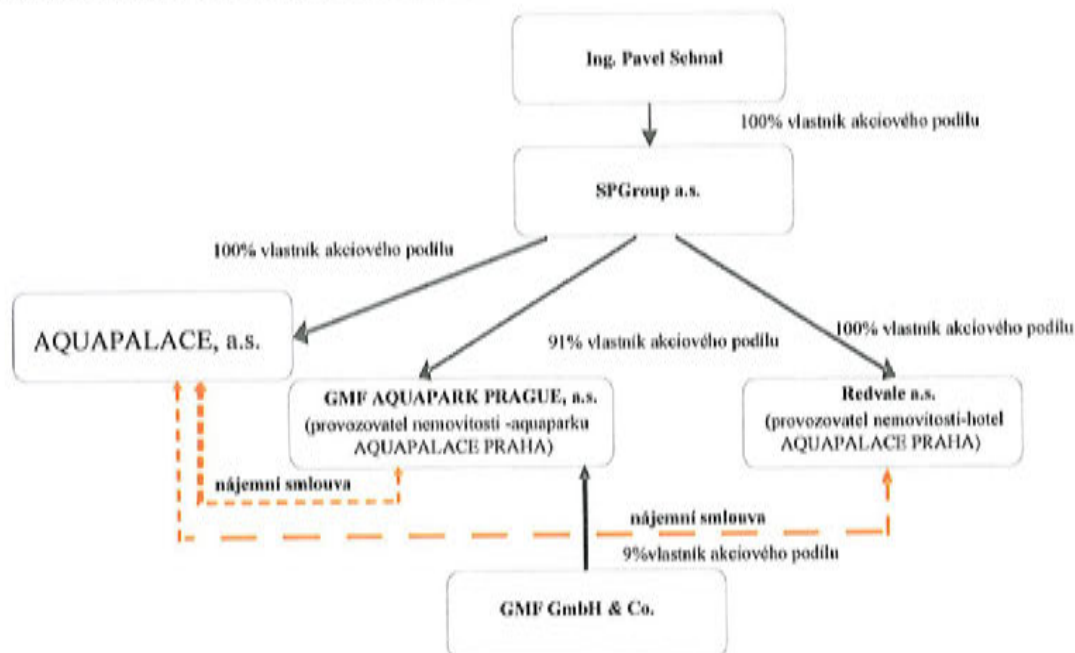 Ing. Pavel Schnal
100% vlastník akciového podílu
SPGroup a.s.
100% vlastník akciového podílu
AQUAPALACE, a.s.
91% vlastník akciového podílu
100% vlastník akciového podílu
GMF AQUAPARK PRAGUE, a.s.
(provozovatel nemovitosti -aquaparku
AQUAPALACE PRAHA)
Redvale a.s.
(provozovatel nemovitosti-hotel
AQUAPALACE PRAHA)
nájemní smlouva
nájemní smlouva
9%vlastník akciového podílu
GMF GmbH & Co.